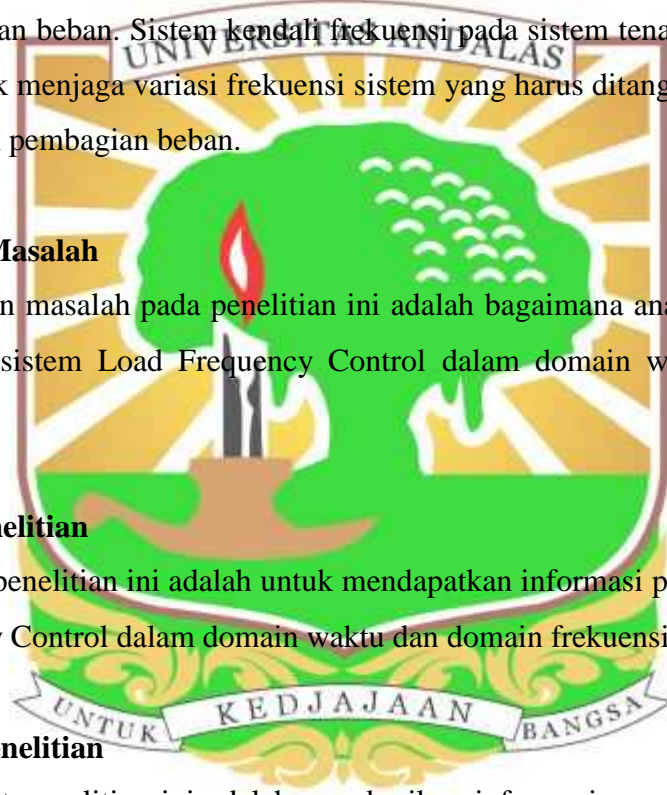 an beban. Sistem kendali frekuensi pada sistem tena
UNIVERSITAS ANDALAS
k menjaga variasi frekuensi sistem yang harus ditang
pembagian beban.
Masalah
n masalah pada penelitian ini adalah bagaimana ana
sistem Load Frequency Control dalam domain w
nelitian
penelitian ini adalah untuk mendapatkan informasi p
y Control dalam domain waktu dan domain frekuensi
UNTUK KEDJAJAAN BANGSA
enelitian